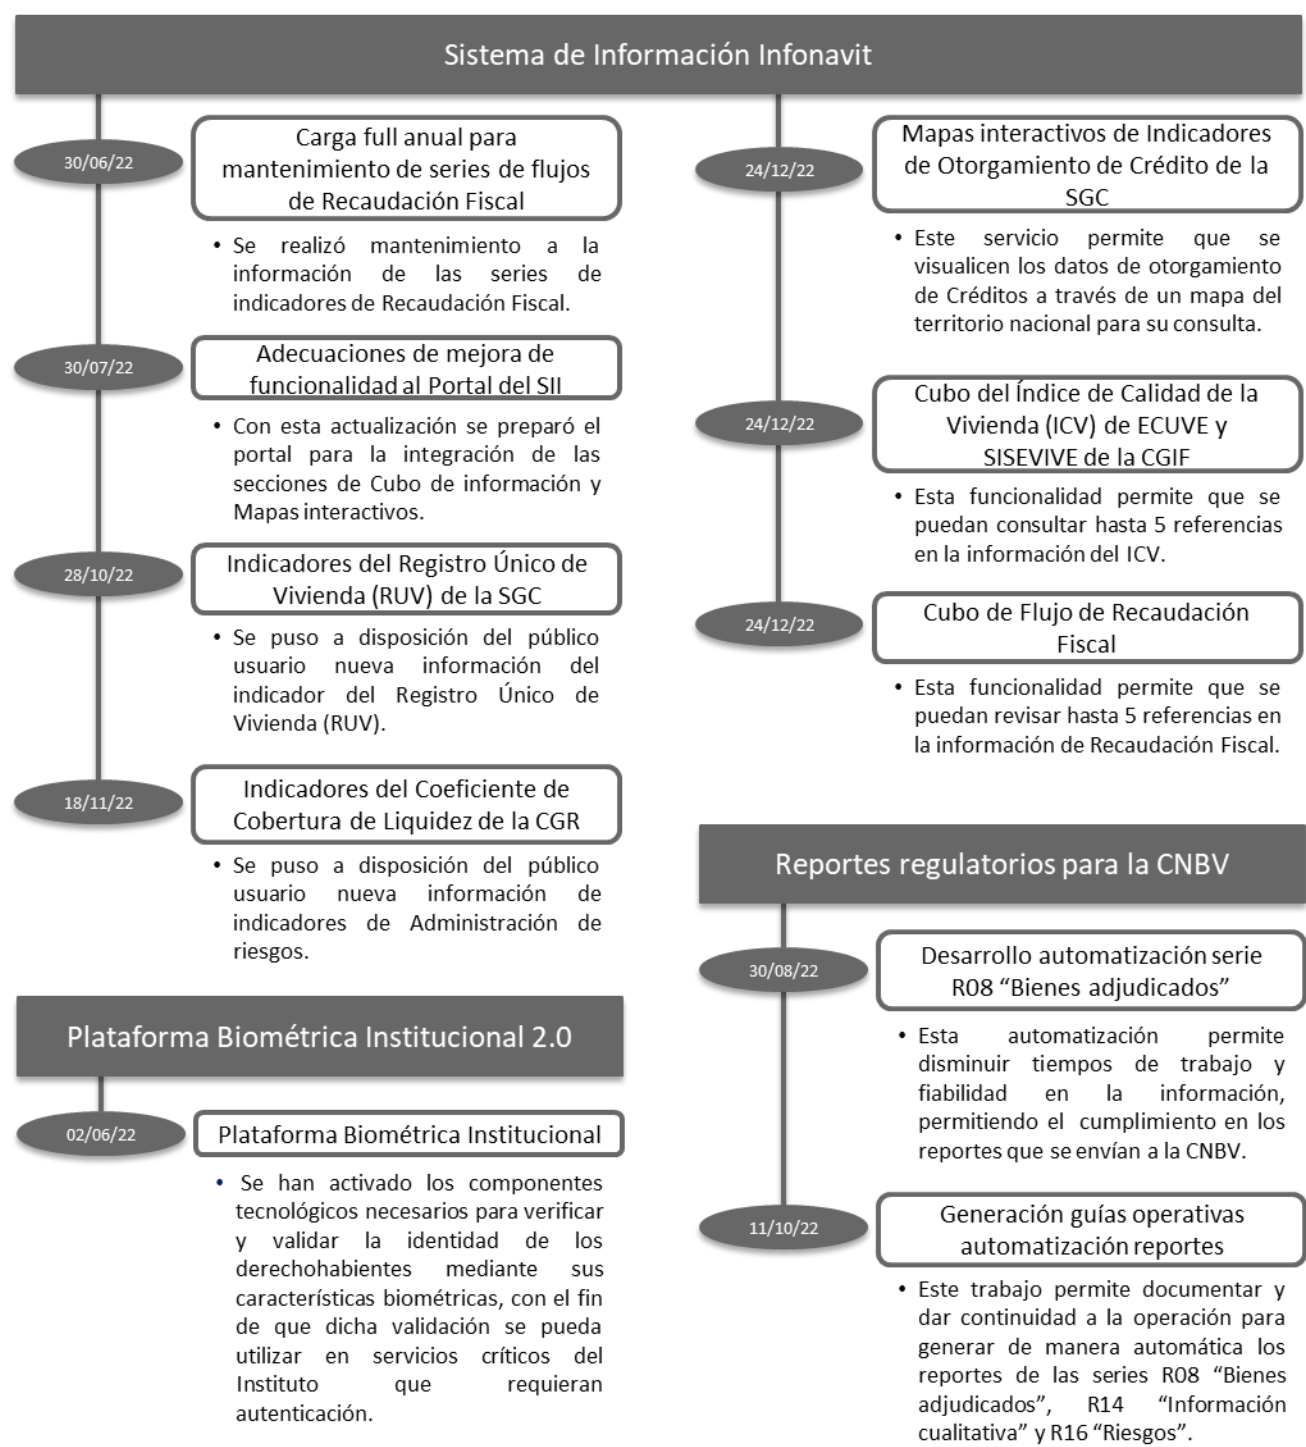 Sistema de Información Infonavit
30/06/22
Carga full anual para
mantenimiento de series de flujos
de Recaudación Fiscal
• Se realizó mantenimiento a la
información de las series de
indicadores de Recaudación Fiscal.
30/07/22
Adecuaciones de mejora de
funcionalidad al Portal del SII
• Con esta actualización se preparó el
portal para la integración de las
secciones de Cubo de información y
Mapas interactivos.
28/10/22
Indicadores del Registro Único de
Vivienda (RUV) de la SGC
• Se puso a disposición del público
usuario nueva información del
indicador del Registro Único de
Vivienda (RUV).
18/11/22
Indicadores del Coeficiente de
Cobertura de Liquidez de la CGR
• Se puso a disposición del público
usuario nueva información de
indicadores de Administración de
riesgos.
24/12/22
Mapas interactivos de Indicadores
de Otorgamiento de Crédito de la
SGC
• Este servicio permite que se
visualicen los datos de otorgamiento
de Créditos a través de un mapa del
territorio nacional para su consulta.
24/12/22
Cubo del Índice de Calidad de la
Vivienda (ICV) de ECUVE y
SISEVIVE de la CGIF
• Esta funcionalidad permite que se
puedan consultar hasta 5 referencias
en la información del ICV.
24/12/22
Cubo de Flujo de Recaudación
Fiscal
• Esta funcionalidad permite que se
puedan revisar hasta 5 referencias en
la información de Recaudación Fiscal.
Plataforma Biométrica Institucional 2.0
02/06/22
Plataforma Biométrica Institucional
• Se han activado los componentes
tecnológicos necesarios para verificar
y validar la identidad de los
derechohabientes mediante sus
características biométricas, con el fin
de que dicha validación se pueda
utilizar en servicios críticos del
Instituto que requieran
autenticación.
Reportes regulatorios para la CNBV
30/08/22
Desarrollo automatización serie
R08 “Bienes adjudicados”
• Esta automatización permite
disminuir tiempos de trabajo y
fiabilidad en la información,
permitiendo el cumplimiento en los
reportes que se envían a la CNBV.
11/10/22
Generación guías operativas
automatización reportes
• Este trabajo permite documentar y
dar continuidad a la operación para
generar de manera automática los
reportes de las series R08 “Bienes
adjudicados”, R14 “Información
cualitativa” y R16 “Riesgos”.